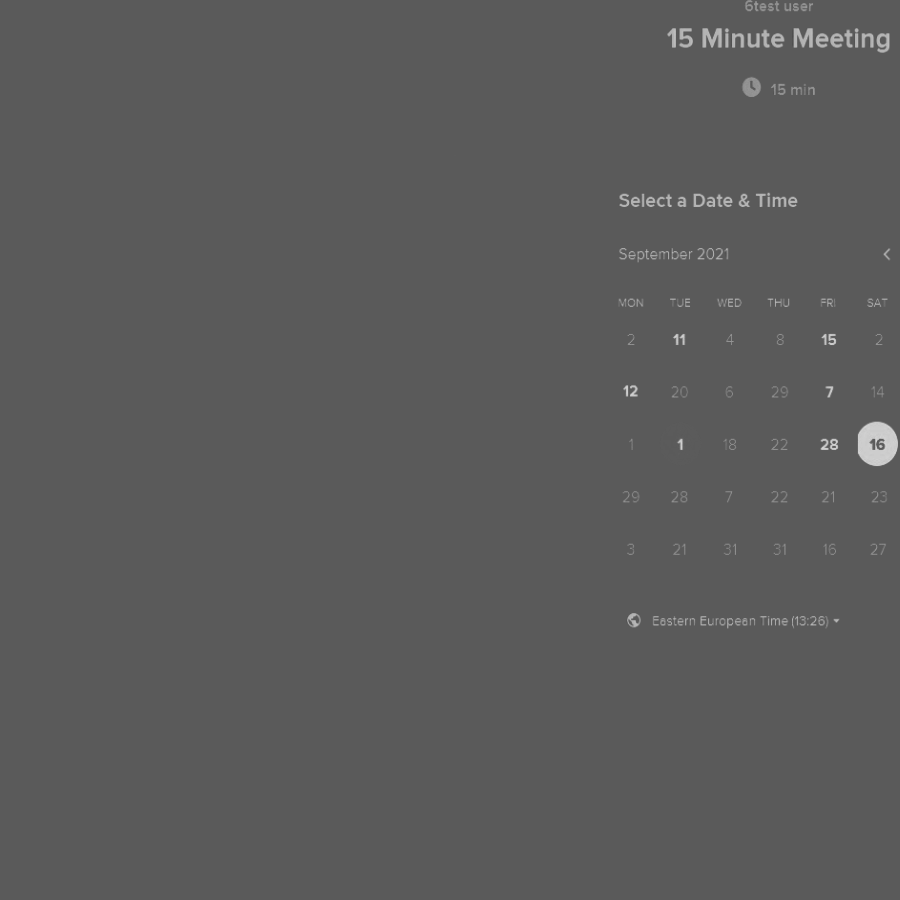 6test user
15 Minute Meeting
15 min
Select a Date & Time
September 2021
MON TUE WED THU FRI SAT
2 11 4 8 15 2
12 20 6 29 7 14
1 1 18 22 28 16
29 28 7 22 21 23
3 21 31 31 16 27
Eastern European Time (13:26)